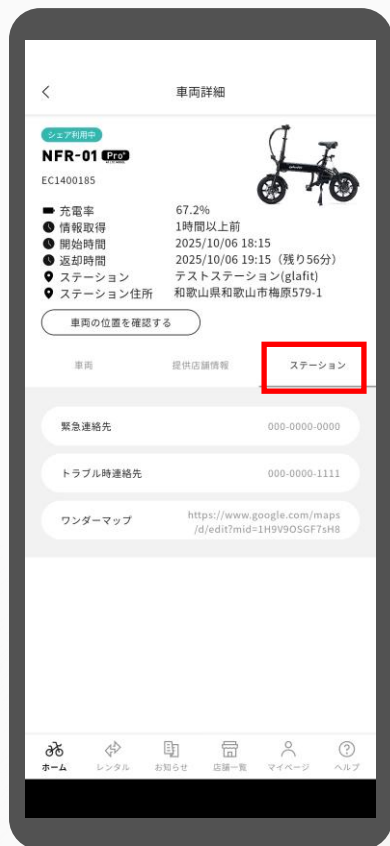 車両詳細
シェア利用中
NFR-01 Pro+
EC1400185
充電率 67.2%
情報取得 1時間以上前
開始時間 2025/10/06 18:15
返却時間 2025/10/06 19:15（残り56分）
ステーション テストステーション(glafit)
ステーション住所 和歌山県和歌山市梅原579-1
車両の位置を確認する
車両 提供店舗情報 ステーション
緊急連絡先 000-0000-0000
トラブル時連絡先 000-0000-1111
ワンダーマップ https://www.google.com/maps
/d/edit?mid=1H9V9OSGF7sH8
ホーム レンタル お知らせ 店舗一覧 マイページ ヘルプ